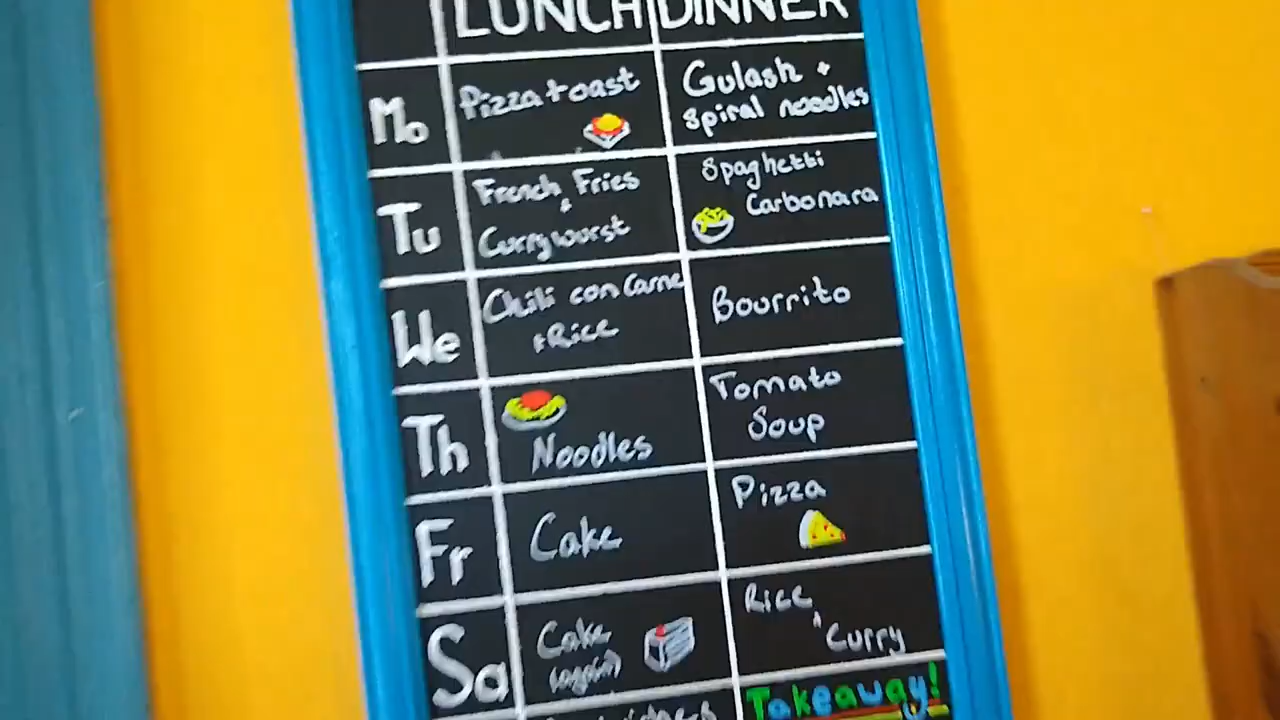 LUNCH DINNER
Mo Pizza toast Gulash +
spiral noodles
Tu French Fries
+
Currywurst Spaghetti
Carbonara
We Chili con Carne
+ Rice Bourrito
Th Noodles Tomato
Soup
Fr Cake Pizza
Sa Cake
(again) Rice
+ Curry
Takeaway!